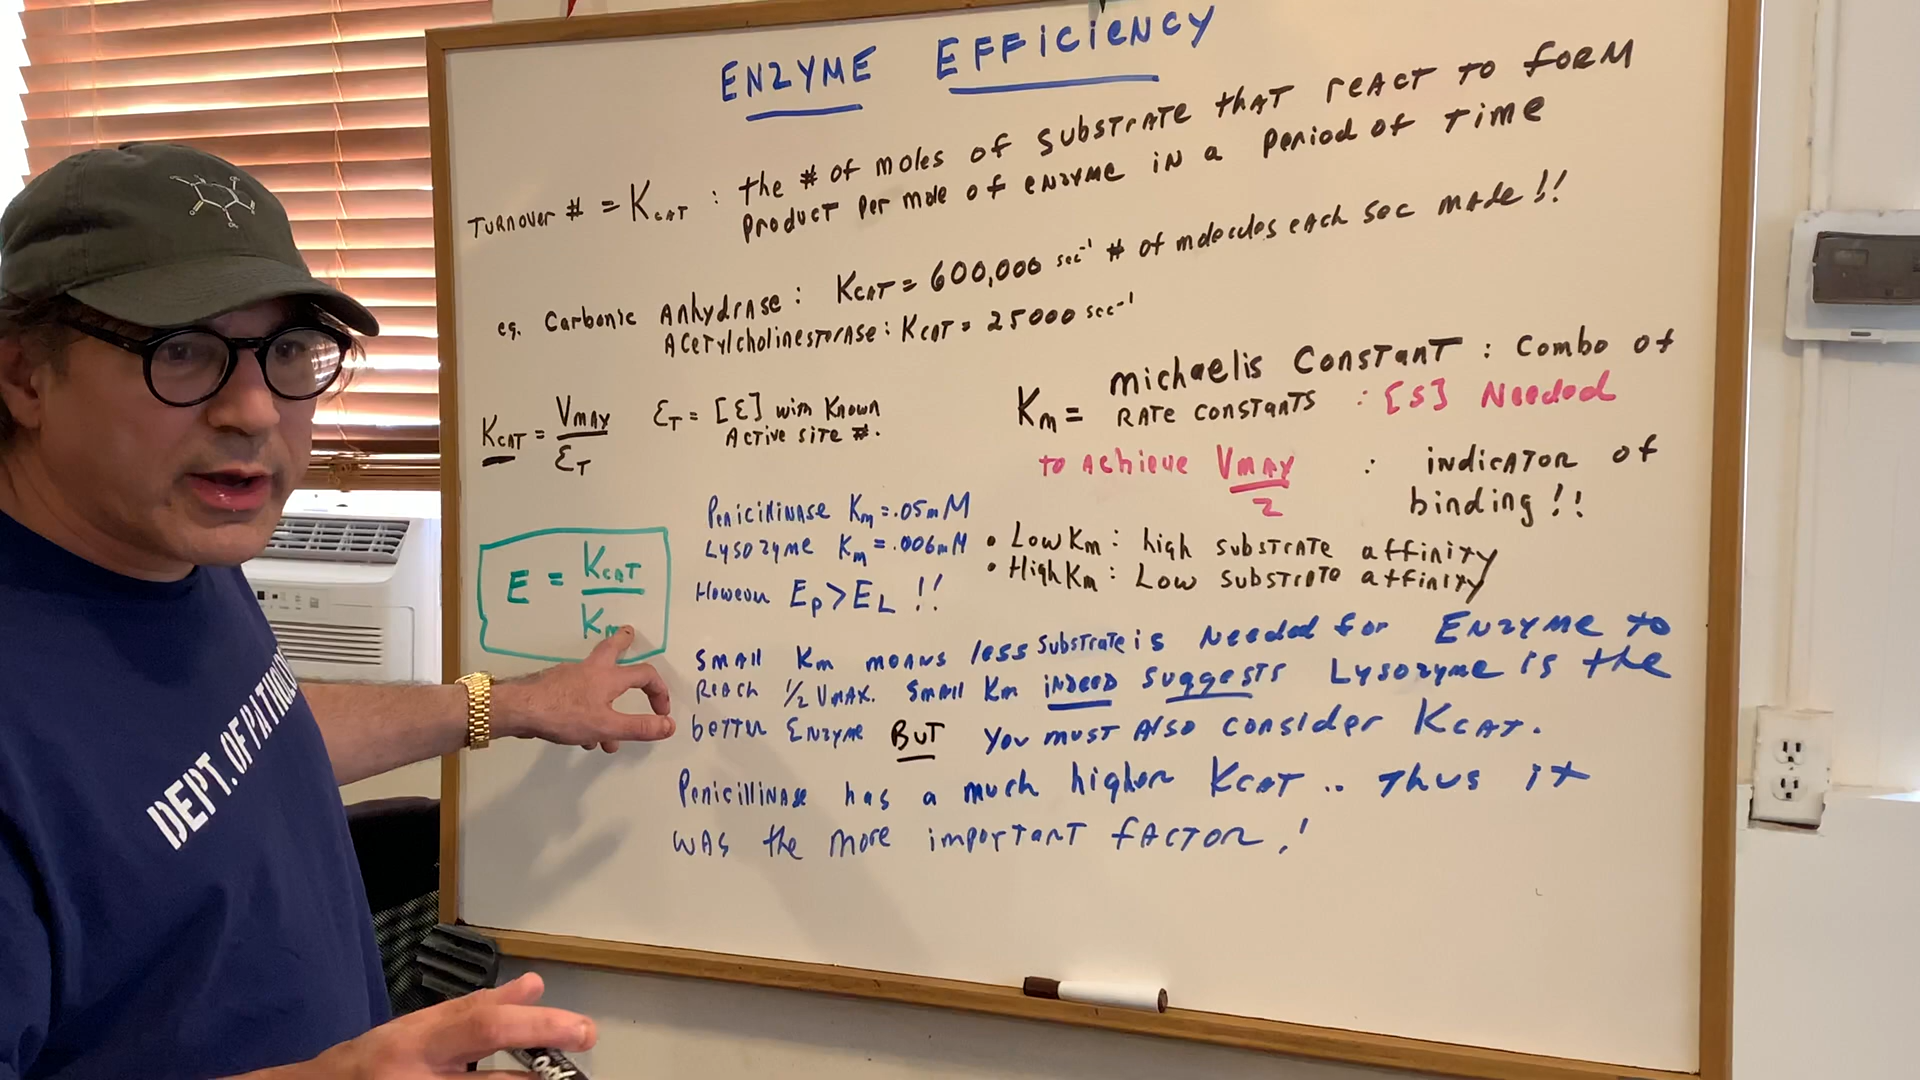 ENZYME EFFICIENCY
TURNOVER # = KCAT : the # of moles of substrate that react to form
product per mole of enzyme in a period of time
eg. Carbonic Anhydrase : KCAT = 600,000 sec⁻¹ # of molecules each sec made !!
Acetylcholinesterase : KCAT = 25000 sec⁻¹
KCAT = VMAX / ET
ET = [E] with known
Active site #.
Km = michaelis Constant : Combo of
Rate constants : [S] Needed
to achieve VMAX / 2 : indicator of
binding !!
E = KCAT / Km
Penicillinase Km = .05mM
Lysozyme Km = .006mM
However EP > EL !!
• Low Km : high substrate affinity
• High Km : Low substrate affinity
Small Km means less substrate is needed for Enzyme to
Reach 1/2 VMAX. Small Km indeed suggests Lysozyme is the
better Enzyme BUT you must also consider KCAT.
Penicillinase has a much higher KCAT .. thus it
was the more important factor !
DEPT. OF PATHO